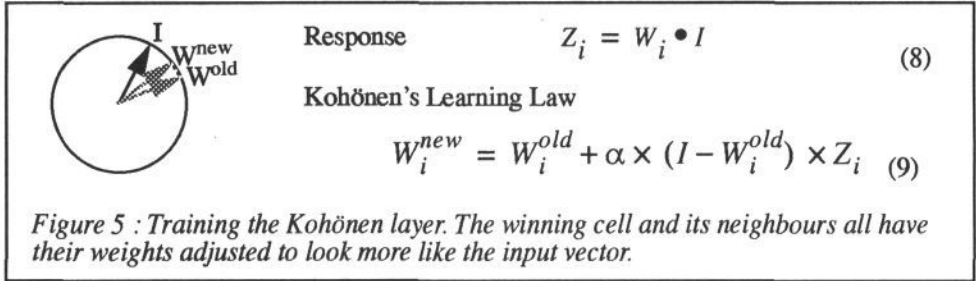 I
W^new
W^old
Response Z_i = W_i • I (8)
Kohönen's Learning Law
W_i^new = W_i^old + α × (I − W_i^old) × Z_i (9)
Figure 5 : Training the Kohönen layer. The winning cell and its neighbours all have
their weights adjusted to look more like the input vector.